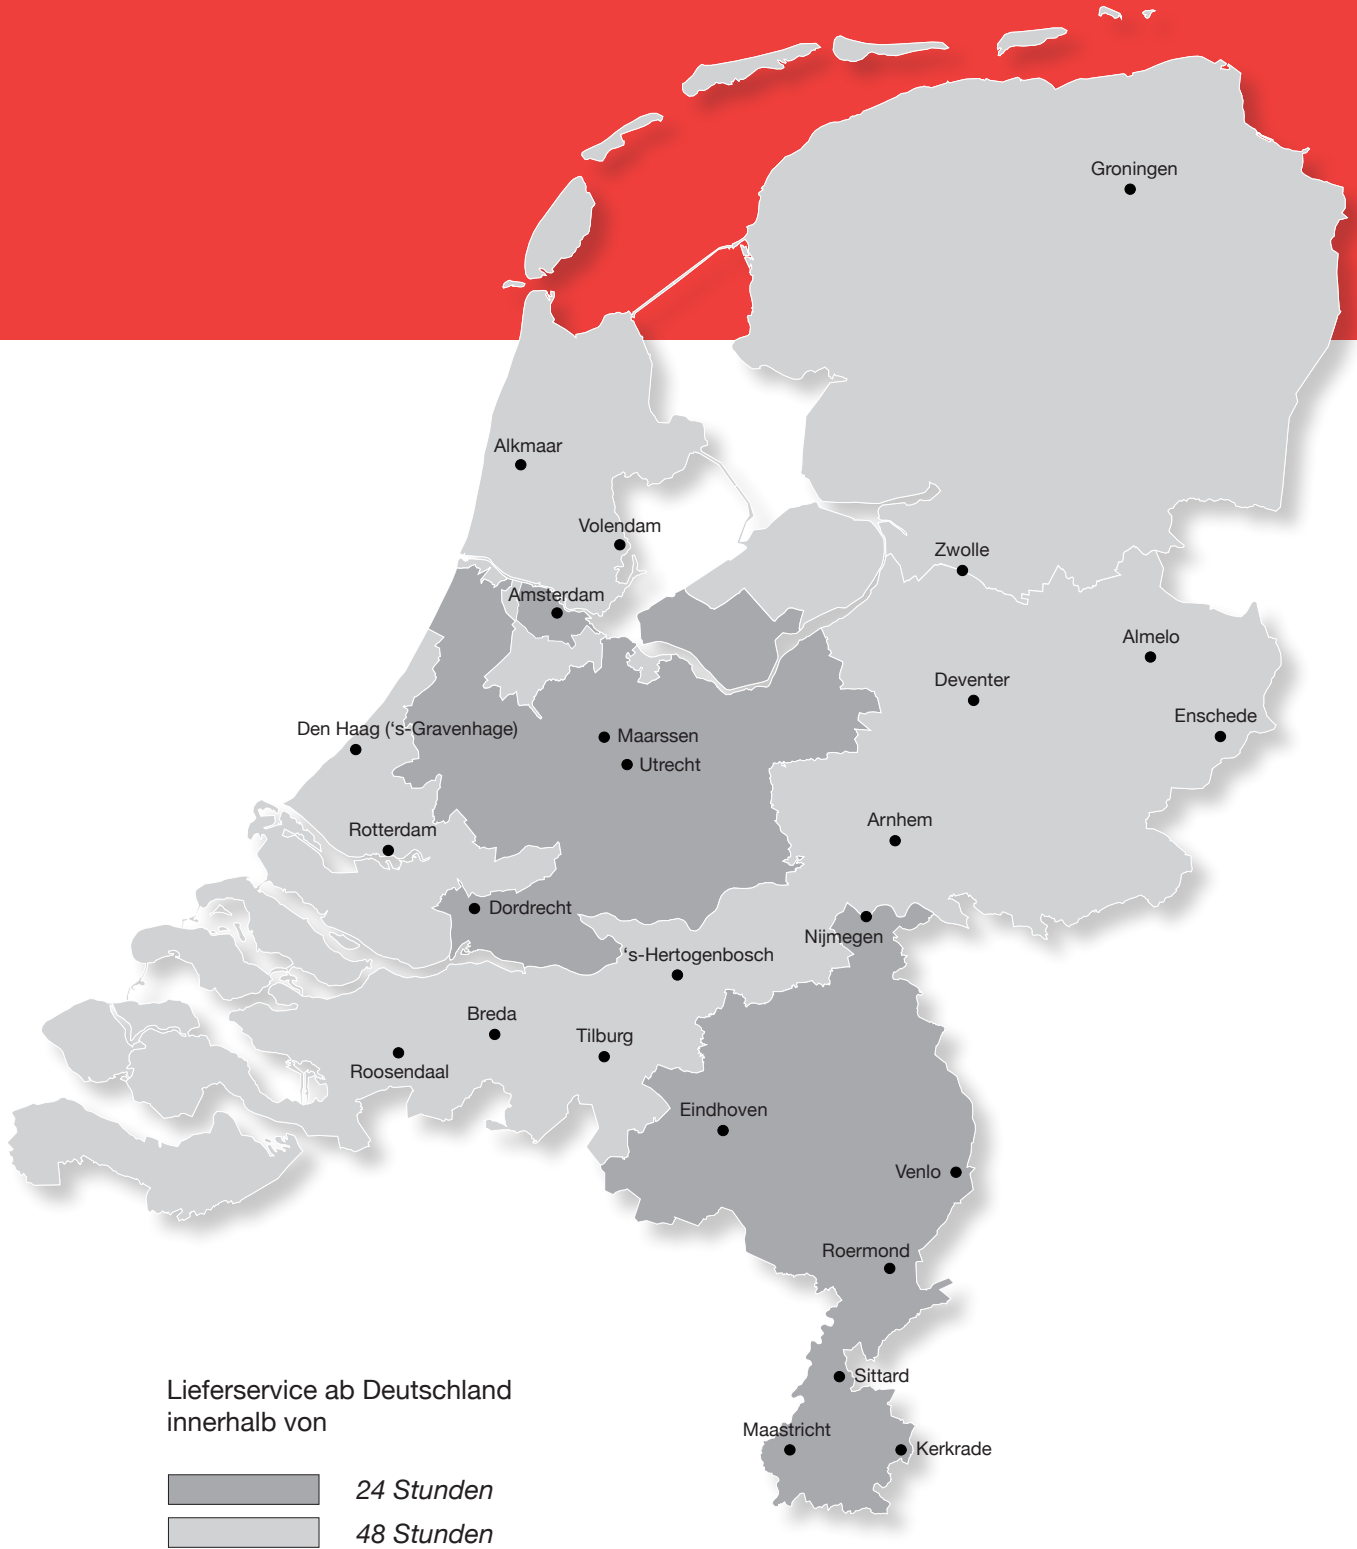 Groningen
Alkmaar
Volendam
Zwolle
Amsterdam
Almelo
Deventer
Enschede
Den Haag (‘s-Gravenhage)
Maarssen
Utrecht
Arnhem
Rotterdam
Dordrecht
Nijmegen
‘s-Hertogenbosch
Breda
Tilburg
Roosendaal
Eindhoven
Venlo
Roermond
Sittard
Maastricht
Kerkrade
Lieferservice ab Deutschland
innerhalb von
24 Stunden
48 Stunden